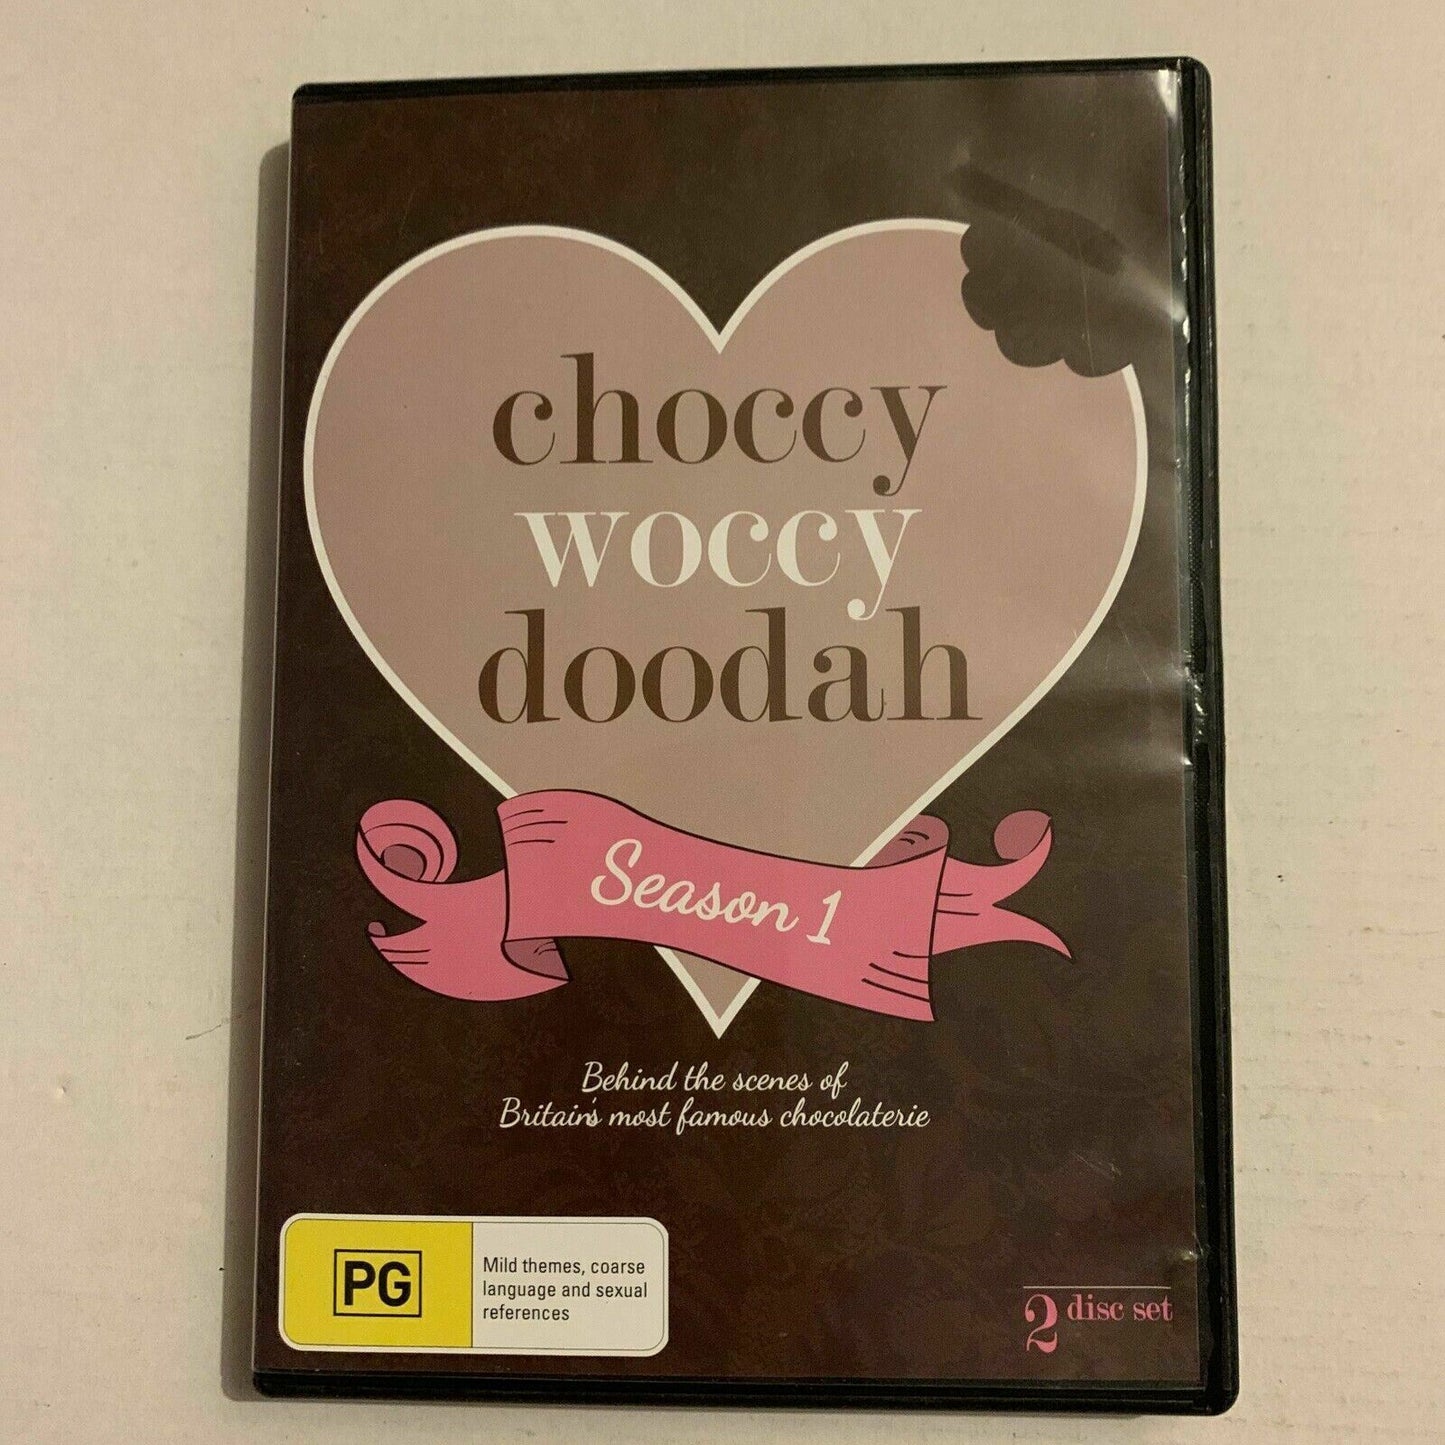 choccy
woccy
doodah
Season 1
Behind the scenes of
Britain's most famous chocolaterie
PG
Mild themes, coarse
language and sexual
references
2 disc set